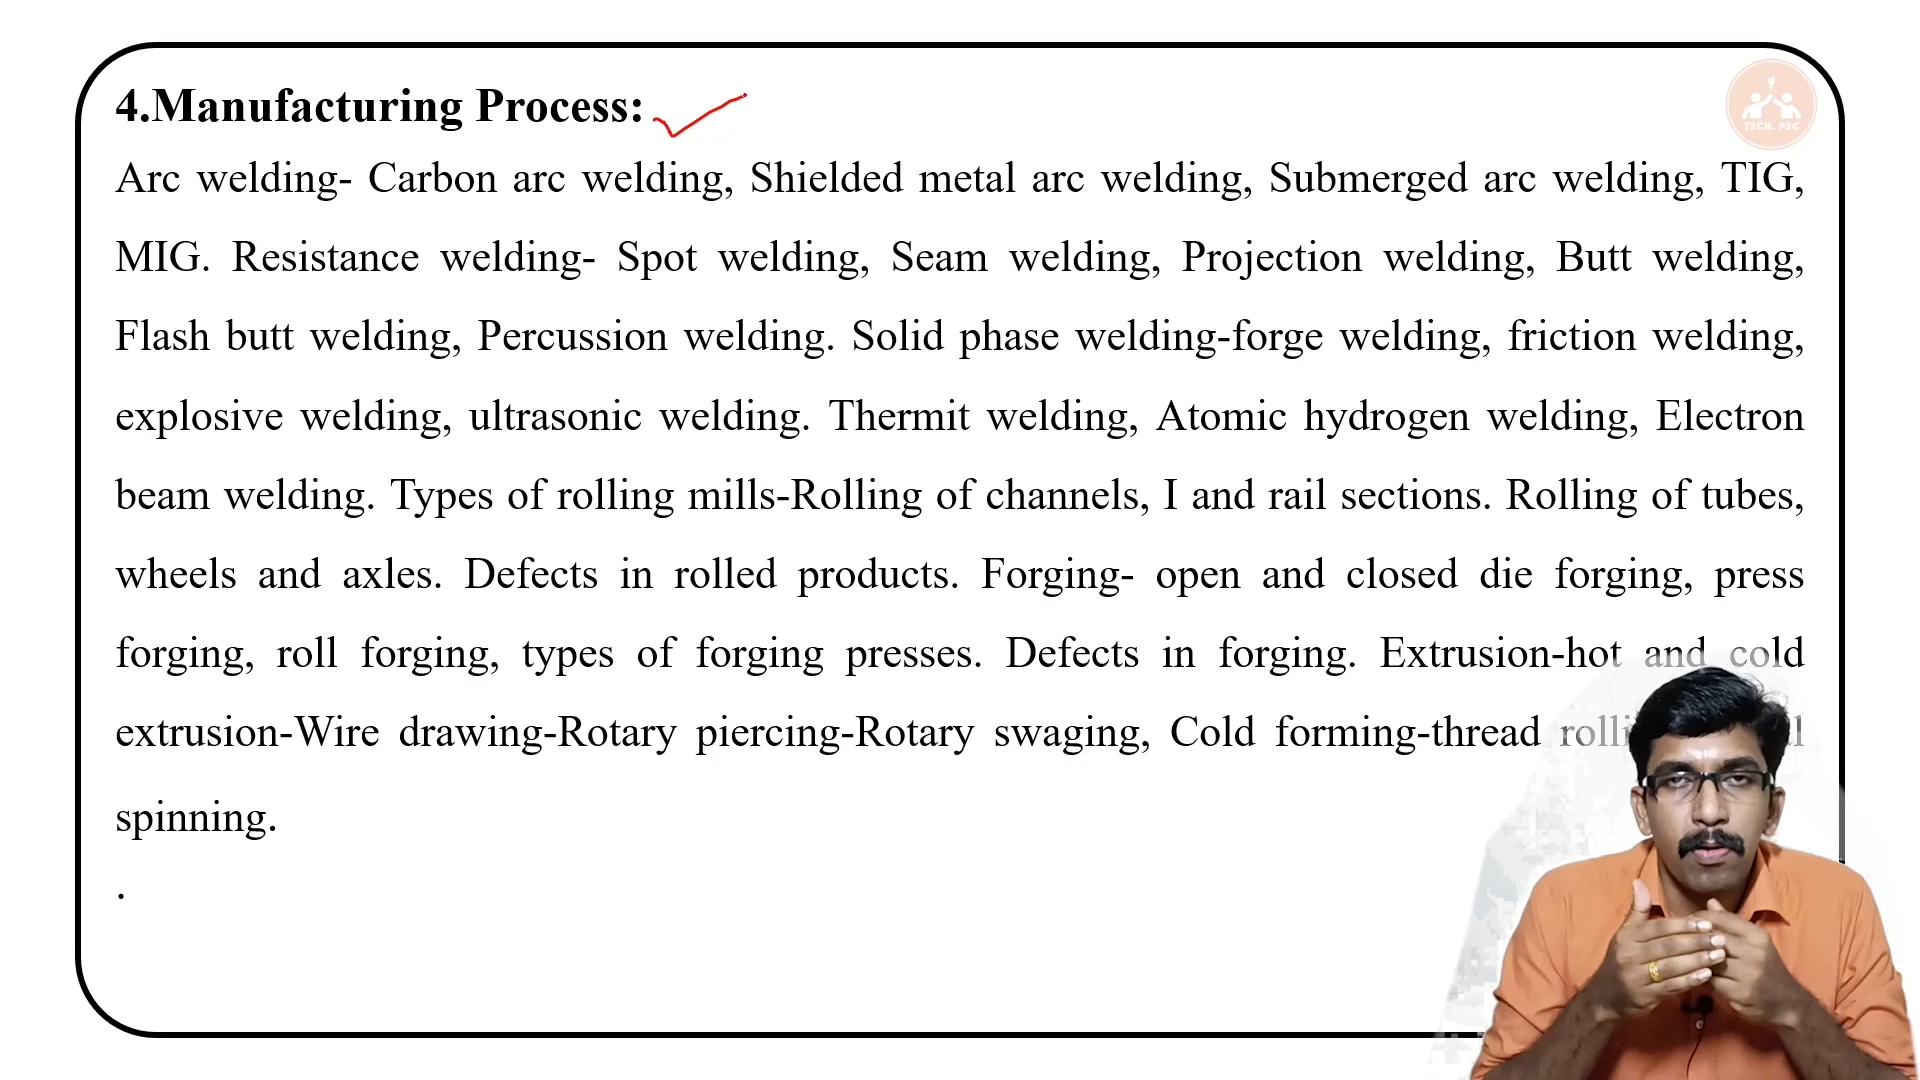 4.Manufacturing Process:
TECH. PSC
Arc welding- Carbon arc welding, Shielded metal arc welding, Submerged arc welding, TIG,
MIG. Resistance welding- Spot welding, Seam welding, Projection welding, Butt welding,
Flash butt welding, Percussion welding. Solid phase welding-forge welding, friction welding,
explosive welding, ultrasonic welding. Thermit welding, Atomic hydrogen welding, Electron
beam welding. Types of rolling mills-Rolling of channels, I and rail sections. Rolling of tubes,
wheels and axles. Defects in rolled products. Forging- open and closed die forging, press
forging, roll forging, types of forging presses. Defects in forging. Extrusion-hot and cold
extrusion-Wire drawing-Rotary piercing-Rotary swaging, Cold forming-thread
spinning.
.